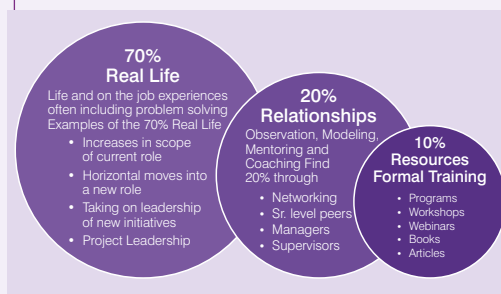 70%
Real Life
Life and on the job experiences
often including problem solving
Examples of the 70% Real Life
• Increases in scope
of current role
• Horizontal moves into
a new role
• Taking on leadership
of new initiatives
• Project Leadership
20%
Relationships
Observation, Modeling,
Mentoring and
Coaching Find
20% through
• Networking
• Sr. level peers
• Managers
• Supervisors
10%
Resources
Formal Training
• Programs
• Workshops
• Webinars
• Books
• Articles